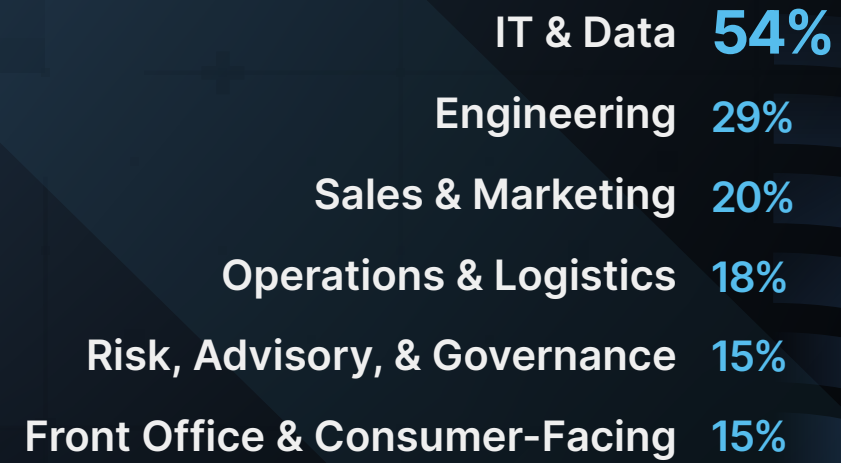 IT & Data 54%
Engineering 29%
Sales & Marketing 20%
Operations & Logistics 18%
Risk, Advisory, & Governance 15%
Front Office & Consumer-Facing 15%